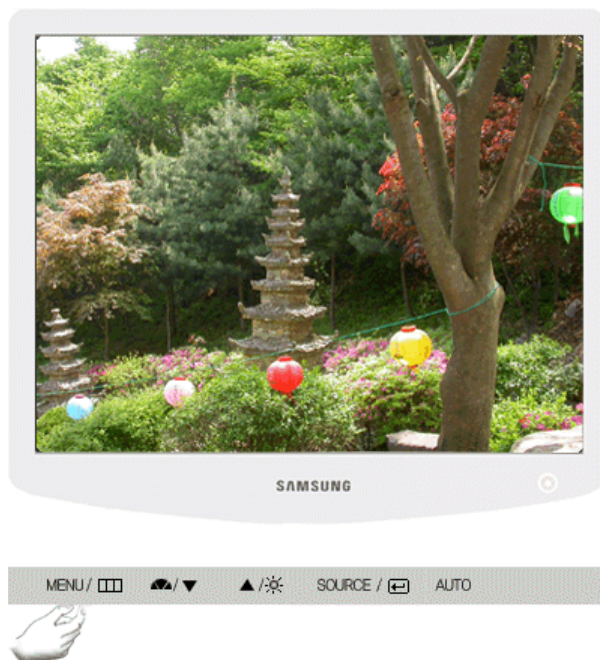 SAMSUNG
MENU / ▥ ◠/▼ ▲/☼ SOURCE / ↵ AUTO